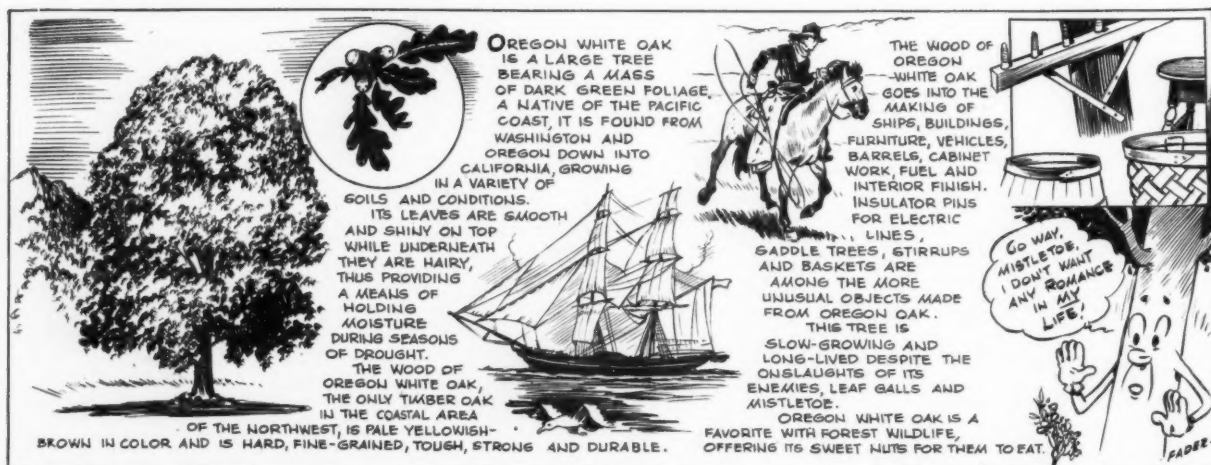 OREGON WHITE OAK
IS A LARGE TREE
BEARING A MASS
OF DARK GREEN FOLIAGE.
A NATIVE OF THE PACIFIC
COAST, IT IS FOUND FROM
WASHINGTON AND
OREGON DOWN INTO
CALIFORNIA, GROWING
IN A VARIETY OF
SOILS AND CONDITIONS.
ITS LEAVES ARE SMOOTH
AND SHINY ON TOP
WHILE UNDERNEATH
THEY ARE HAIRY,
THUS PROVIDING
A MEANS OF
HOLDING
MOISTURE
DURING SEASONS
OF DROUGHT.
THE WOOD OF
OREGON WHITE OAK,
THE ONLY TIMBER OAK
IN THE COASTAL AREA
OF THE NORTHWEST, IS PALE YELLOWISH-
BROWN IN COLOR AND IS HARD, FINE-GRAINED, TOUGH, STRONG AND DURABLE.
THE WOOD OF
OREGON
WHITE OAK
GOES INTO THE
MAKING OF
SHIPS, BUILDINGS,
FURNITURE, VEHICLES,
BARRELS, CABINET
WORK, FUEL AND
INTERIOR FINISH.
INSULATOR PINS
FOR ELECTRIC
LINES,
SADDLE TREES, STIRRUPS
AND BASKETS ARE
AMONG THE MORE
UNUSUAL OBJECTS MADE
FROM OREGON OAK.
THIS TREE IS
SLOW-GROWING AND
LONG-LIVED DESPITE THE
ONSLAUGHTS OF ITS
ENEMIES, LEAF GALLS AND
MISTLETOE.
OREGON WHITE OAK IS A
FAVORITE WITH FOREST WILDLIFE,
OFFERING ITS SWEET NUTS FOR THEM TO EAT.
GO WAY,
MISTLETOE,
I DON'T WANT
ANY ROMANCE
IN MY
LIFE!
FADER